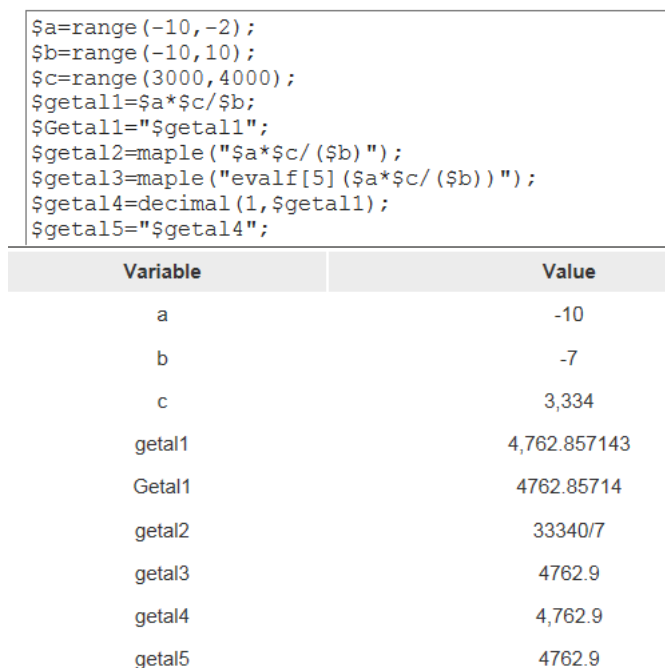 $a=range(-10,-2);
$b=range(-10,10);
$c=range(3000,4000);
$getal1=$a*$c/$b;
$Getal1="$getal1";
$getal2=maple("$a*$c/($b)");
$getal3=maple("evalf[5]($a*$c/($b))");
$getal4=decimal(1,$getal1);
$getal5="$getal4";
Variable Value
a -10
b -7
c 3,334
getal1 4,762.857143
Getal1 4762.85714
getal2 33340/7
getal3 4762.9
getal4 4,762.9
getal5 4762.9